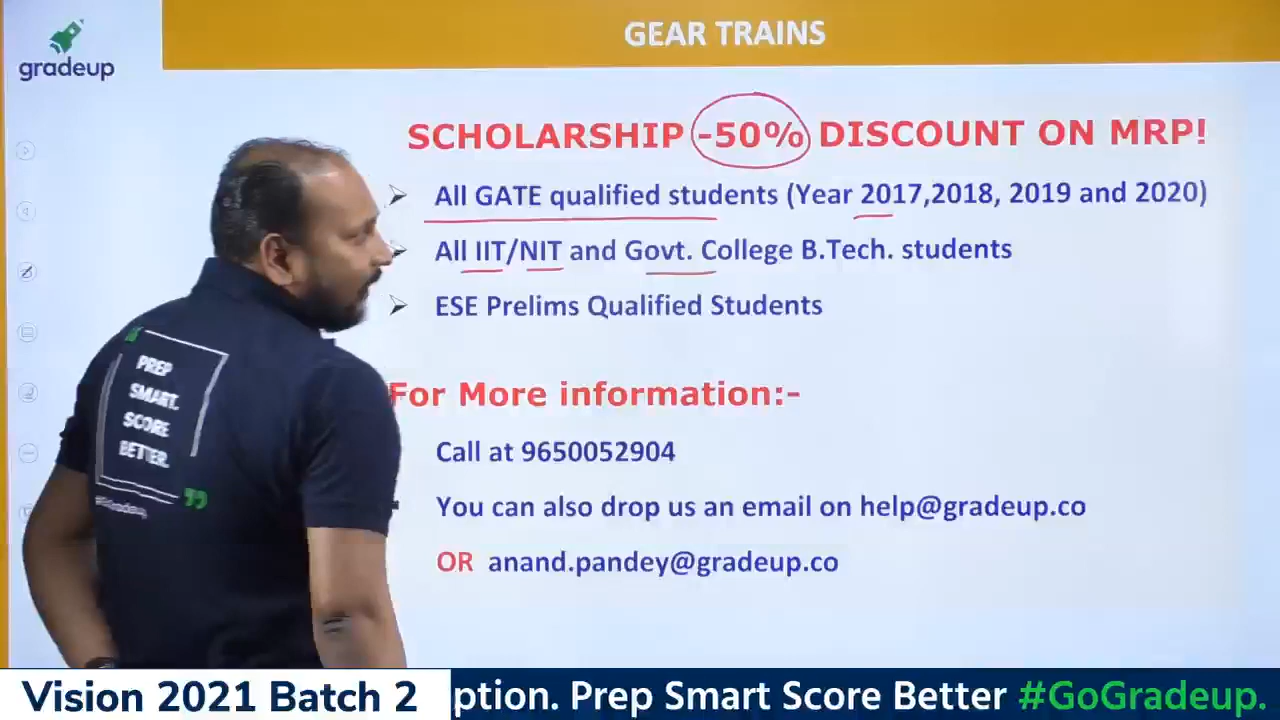 gradeup
GEAR TRAINS
SCHOLARSHIP -50% DISCOUNT ON MRP!
All GATE qualified students (Year 2017,2018, 2019 and 2020)
All IIT/NIT and Govt. College B.Tech. students
ESE Prelims Qualified Students
For More information:-
Call at 9650052904
You can also drop us an email on help@gradeup.co
OR anand.pandey@gradeup.co
PREP
SMART.
SCORE
BETTER.
Vision 2021 Batch 2
ption. Prep Smart Score Better #GoGradeup.